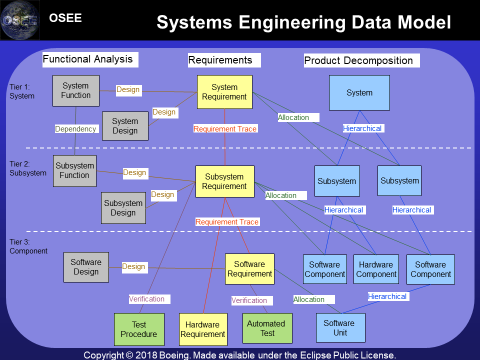 OSEE
OSEE
Systems Engineering Data Model
Functional Analysis
Requirements
Product Decomposition
Tier 1:
System
System
Function
Design
System
Requirement
System
System
Design
Design
Allocation
Dependency
Requirement Trace
Hierarchical
Tier 2:
Subsystem
Subsystem
Function
Design
Subsystem
Requirement
Subsystem
Subsystem
Subsystem
Design
Design
Allocation
Hierarchical
Hierarchical
Requirement Trace
Tier 3:
Component
Software
Design
Design
Software
Requirement
Software
Component
Hardware
Component
Software
Component
Verification
Verification
Allocation
Hierarchical
Test
Procedure
Hardware
Requirement
Automated
Test
Software
Unit
Copyright © 2018 Boeing. Made available under the Eclipse Public License.